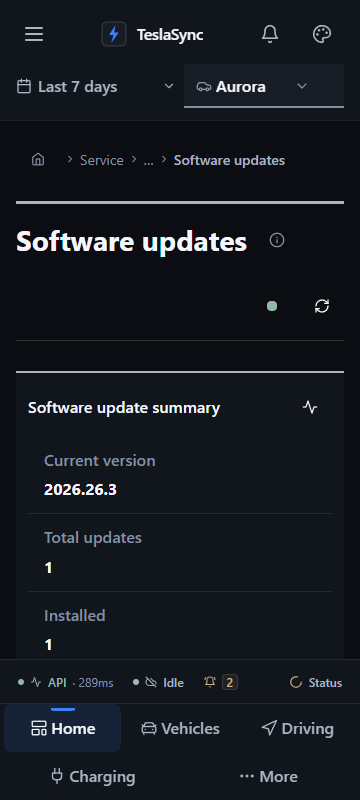 TeslaSync
Last 7 days
Aurora
Service
...
Software updates
Software updates
Software update summary
Current version
2026.26.3
Total updates
1
Installed
1
API · 289ms
Idle
2
Status
Home
Vehicles
Driving
Charging
More